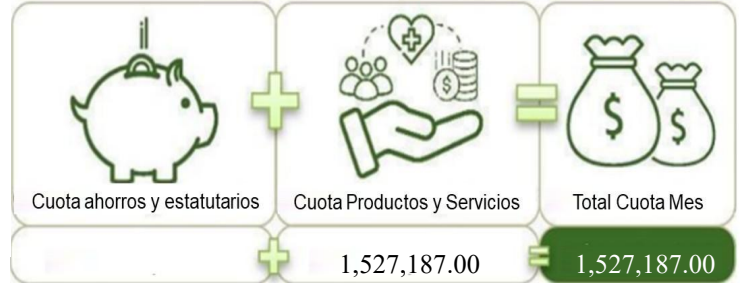 Cuota ahorros y estatutarios
Cuota Productos y Servicios
Total Cuota Mes
1,527,187.00
1,527,187.00